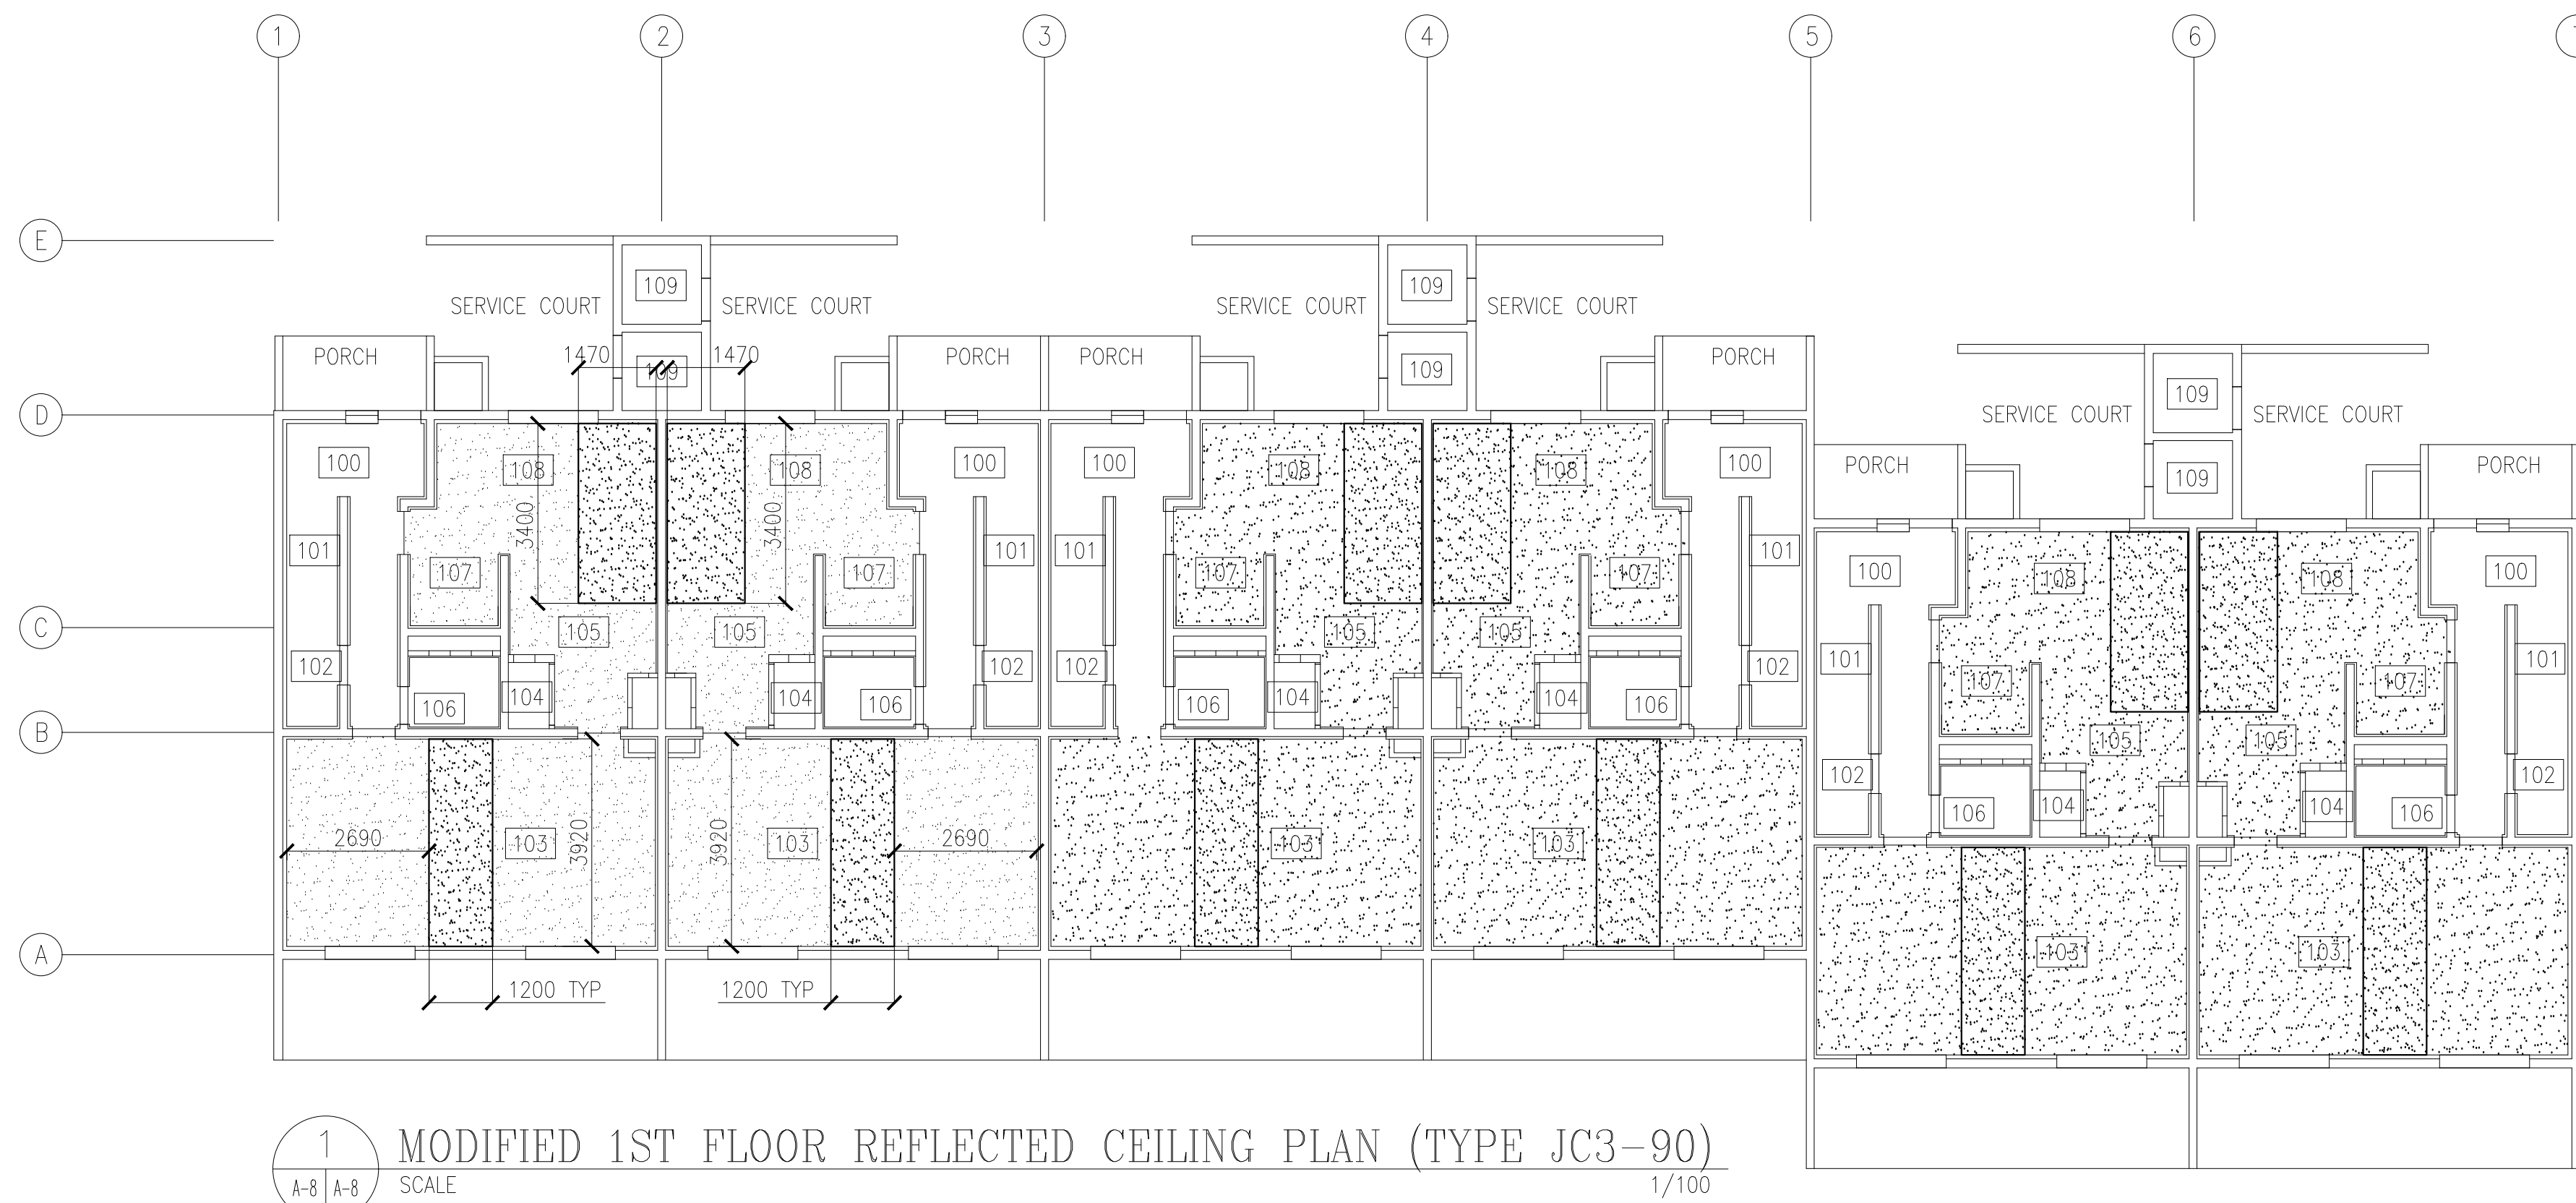 1 2 3 4 5 6
E
109 109
SERVICE COURT SERVICE COURT SERVICE COURT SERVICE COURT
PORCH 1470 109 1470 PORCH PORCH 109 PORCH
109
SERVICE COURT SERVICE COURT
D
100 108 108 100 100 108 108 100 PORCH 109 PORCH
3400 3400
101 107 107 101 101 107 107 101 100 108 108 100
C
105 105 105 105
102 104 106 104 106 102 102 106 104 104 106 102 101 107 107 101
B
105 105
102 106 104 104 106 102
2690 103 3920 3920 103 2690 103 103
A
103 103
1200 TYP 1200 TYP
1
A-8 A-8
MODIFIED 1ST FLOOR REFLECTED CEILING PLAN (TYPE JC3-90)
SCALE 1/100